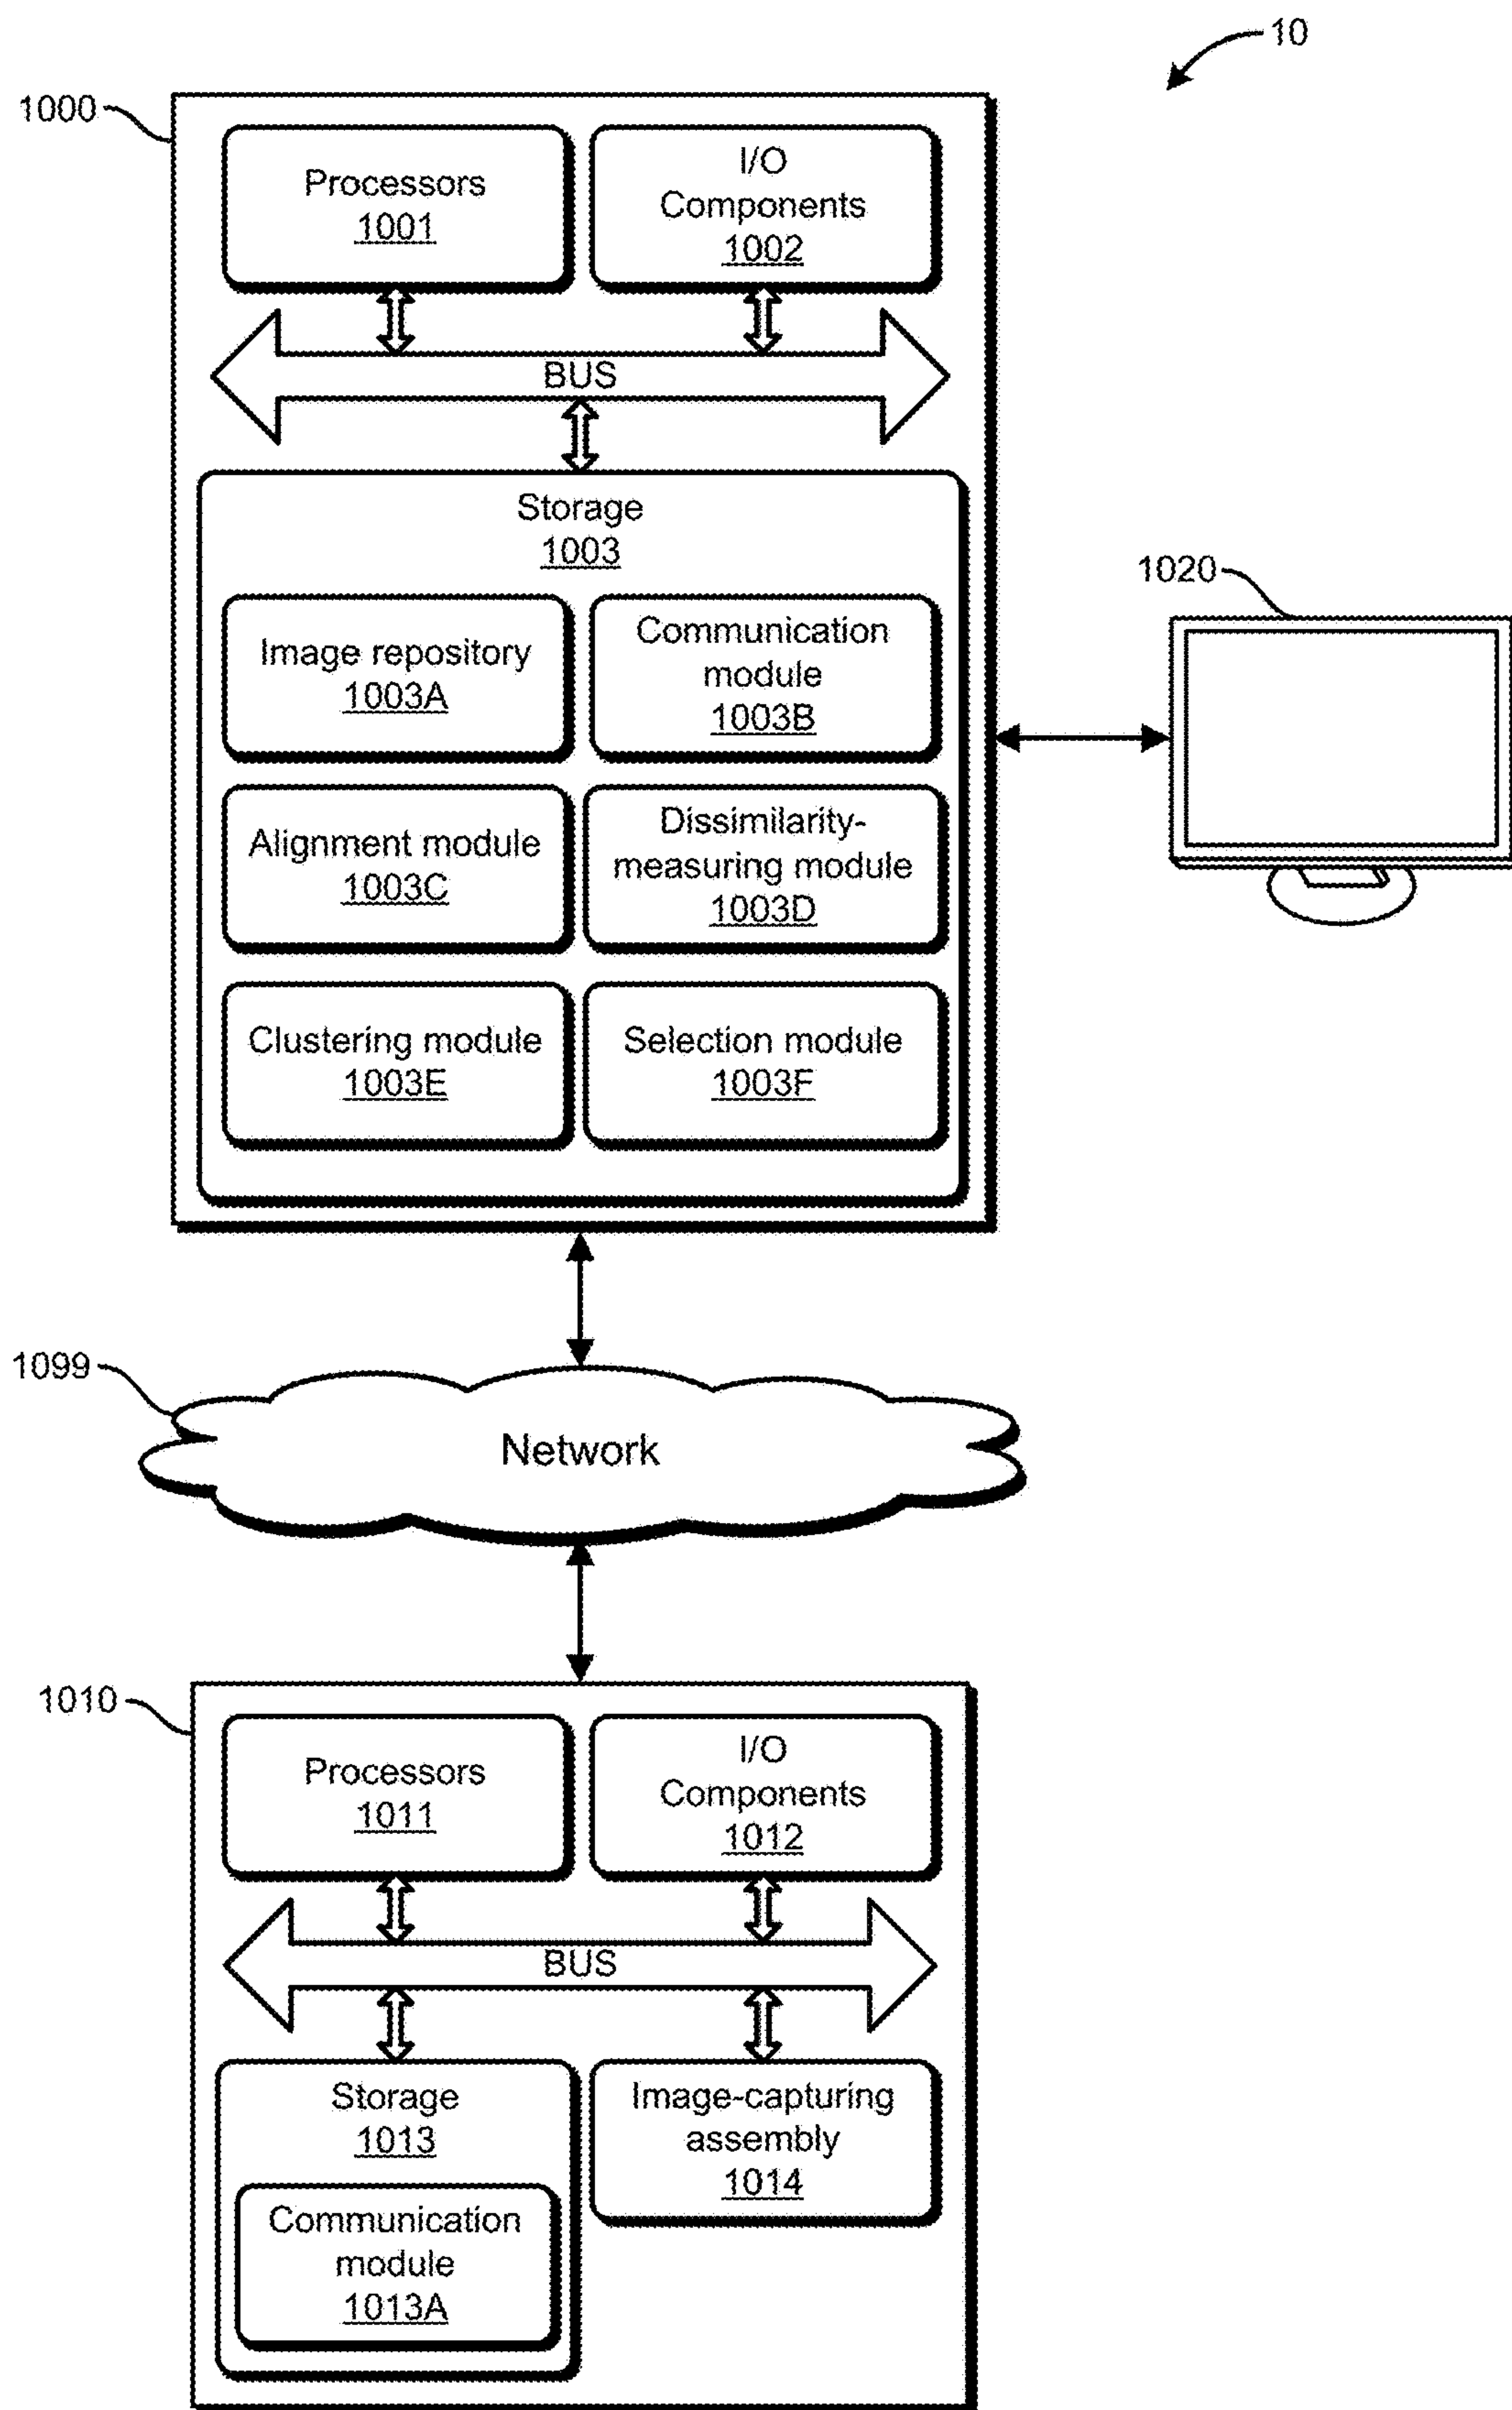 10
1000
Processors
1001
I/O
Components
1002
BUS
Storage
1003
Image repository
1003A
Communication
module
1003B
Alignment module
1003C
Dissimilarity-
measuring module
1003D
Clustering module
1003E
Selection module
1003F
1020
1099
Network
1010
Processors
1011
I/O
Components
1012
BUS
Storage
1013
Communication
module
1013A
Image-capturing
assembly
1014